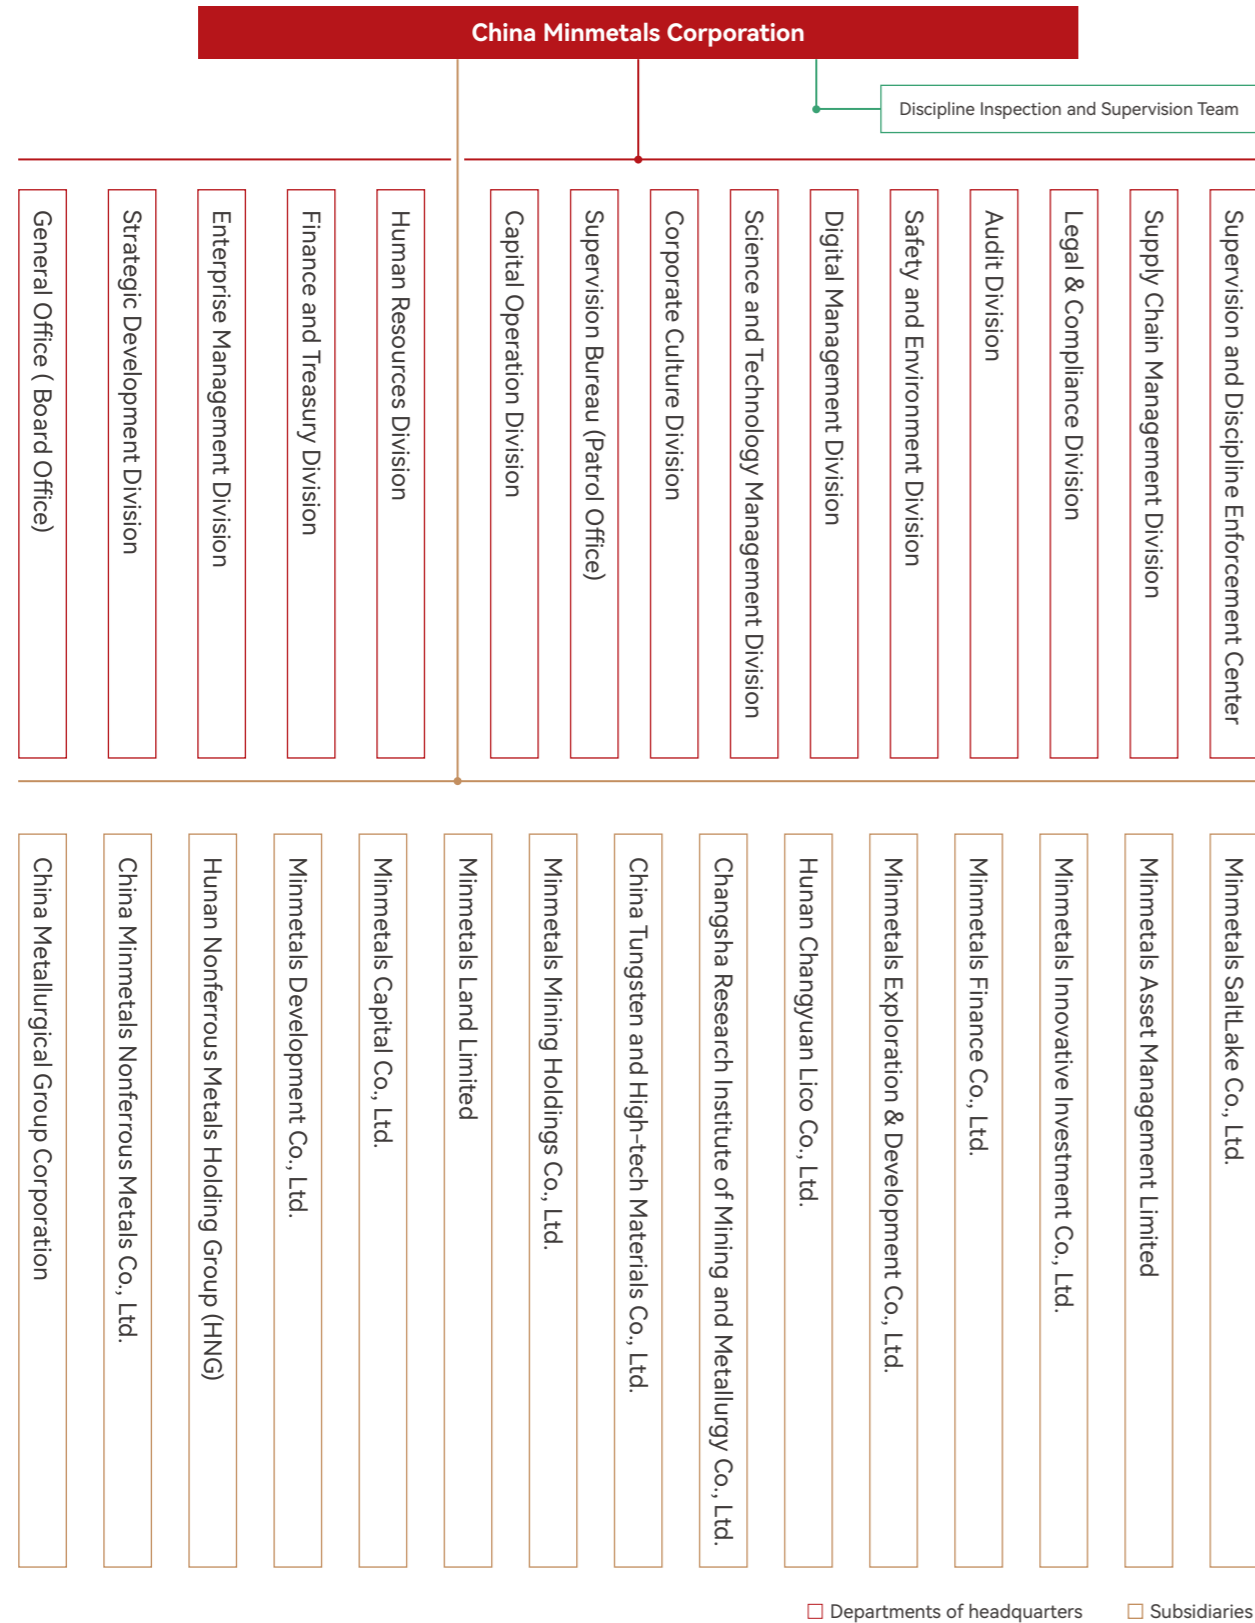 China Minmetals Corporation
Discipline Inspection and Supervision Team
General Office ( Board Office)
Strategic Development Division
Enterprise Management Division
Finance and Treasury Division
Human Resources Division
Capital Operation Division
Supervision Bureau (Patrol Office)
Corporate Culture Division
Science and Technology Management Division
Digital Management Division
Safety and Environment Division
Audit Division
Legal & Compliance Division
Supply Chain Management Division
Supervision and Discipline Enforcement Center
China Metallurgical Group Corporation
China Minmetals Nonferrous Metals Co., Ltd.
Hunan Nonferrous Metals Holding Group (HNG)
Minmetals Development Co., Ltd.
Minmetals Capital Co., Ltd.
Minmetals Land Limited
Minmetals Mining Holdings Co., Ltd.
China Tungsten and High-tech Materials Co., Ltd.
Changsha Research Institute of Mining and Metallurgy Co., Ltd.
Hunan Changyuan Lico Co., Ltd.
Minmetals Exploration & Development Co., Ltd.
Minmetals Finance Co., Ltd.
Minmetals Innovative Investment Co., Ltd.
Minmetals Asset Management Limited
Minmetals SaltLake Co., Ltd.
Departments of headquarters
Subsidiaries